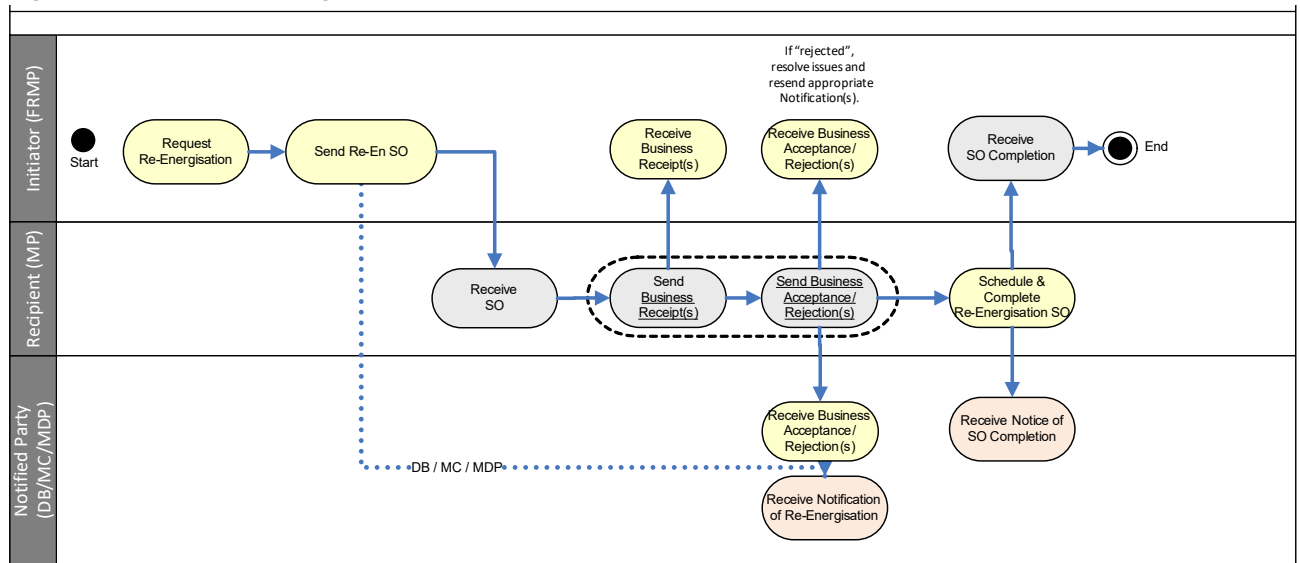 Initiator (FRMP)
Start
Request
Re-Energisation
Send Re-En SO
Receive
Business
Receipt(s)
If “rejected”,
resolve issues and
resend appropriate
Notification(s).
Receive Business
Acceptance/
Rejection(s)
Receive
SO Completion
End
Recipient (MP)
Receive
SO
Send
Business
Receipt(s)
Send Business
Acceptance/
Rejection(s)
Schedule &
Complete
Re-Energisation SO
Notified Party
(DB/MC/MDP)
DB / MC / MDP
Receive Business
Acceptance/
Rejection(s)
Receive Notification
of Re-Energisation
Receive Notice of
SO Completion